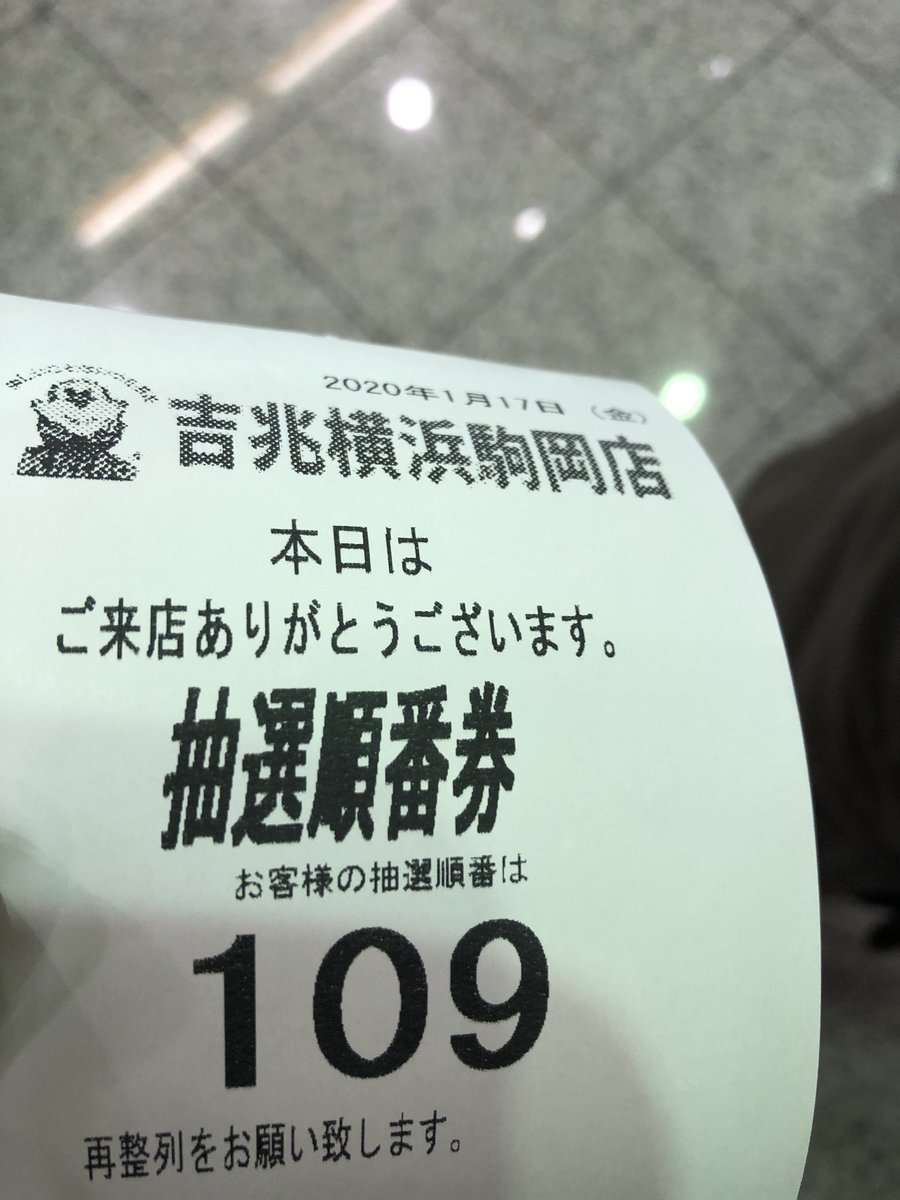 2020年1月17日 （金）
吉兆横浜駒岡店
本日は
ご来店ありがとうございます。
抽選順番券
お客様の抽選順番は
109
再整列をお願い致します。